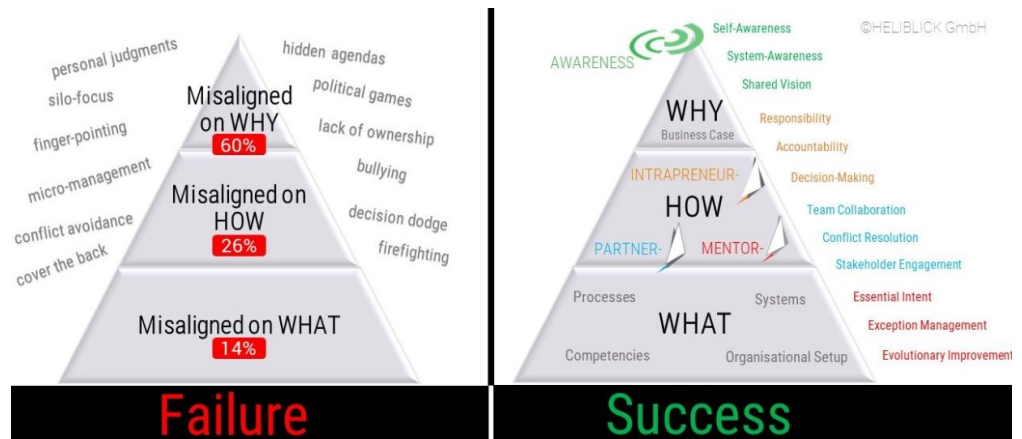 personal judgments
silo-focus
finger-pointing
micro-management
conflict avoidance
cover the back
hidden agendas
political games
lack of ownership
bullying
decision dodge
firefighting
Misaligned
on WHY
60%
Misaligned on
HOW
26%
Misaligned on WHAT
14%
Failure
©HELIBLICK GmbH
AWARENESS
Self-Awareness
System-Awareness
Shared Vision
WHY
Business Case
Responsibility
Accountability
Decision-Making
INTRAPRENEUR-
HOW
PARTNER-
MENTOR-
Team Collaboration
Conflict Resolution
Stakeholder Engagement
Processes
Systems
WHAT
Competencies
Organisational Setup
Essential Intent
Exception Management
Evolutionary Improvement
Success